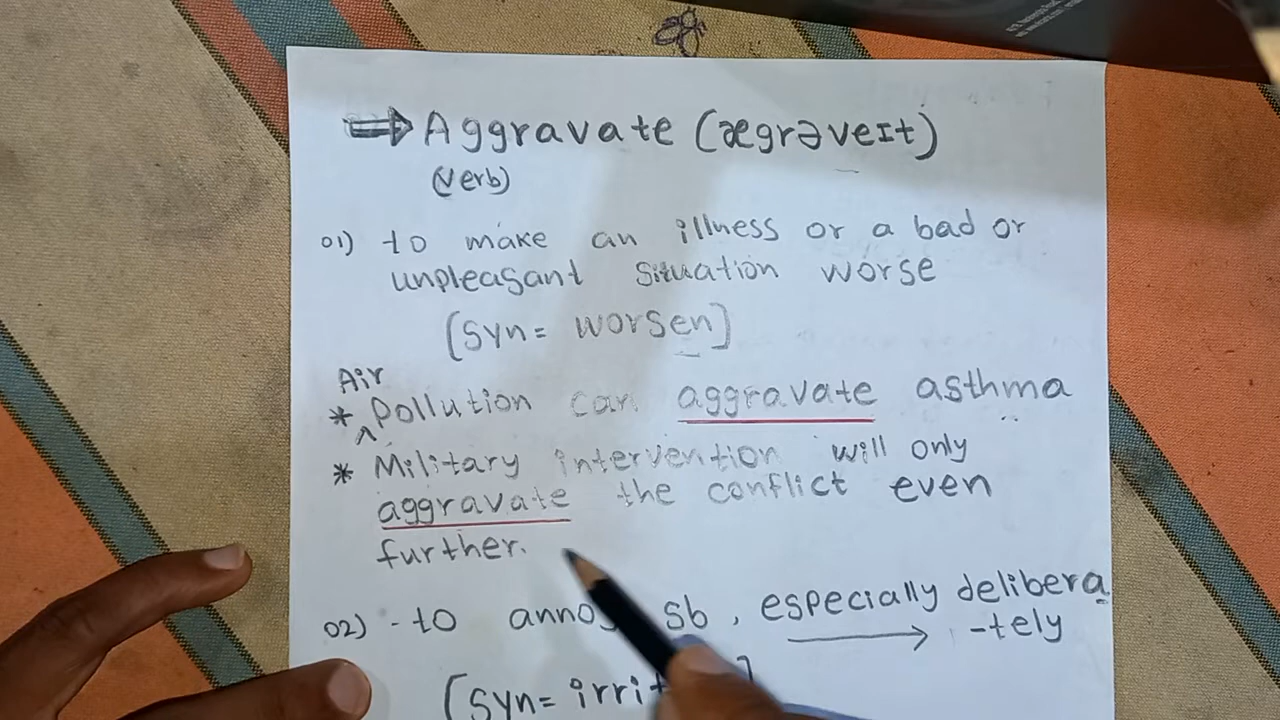 ⇒ Aggravate (ægrəveɪt)
(verb)
01) to make an illness or a bad or
unpleasant situation worse
[syn= worsen]
Air
* Pollution can aggravate asthma
* Military intervention will only
aggravate the conflict even
further.
02) - to annoy sb, especially delibera
-tely
[syn=